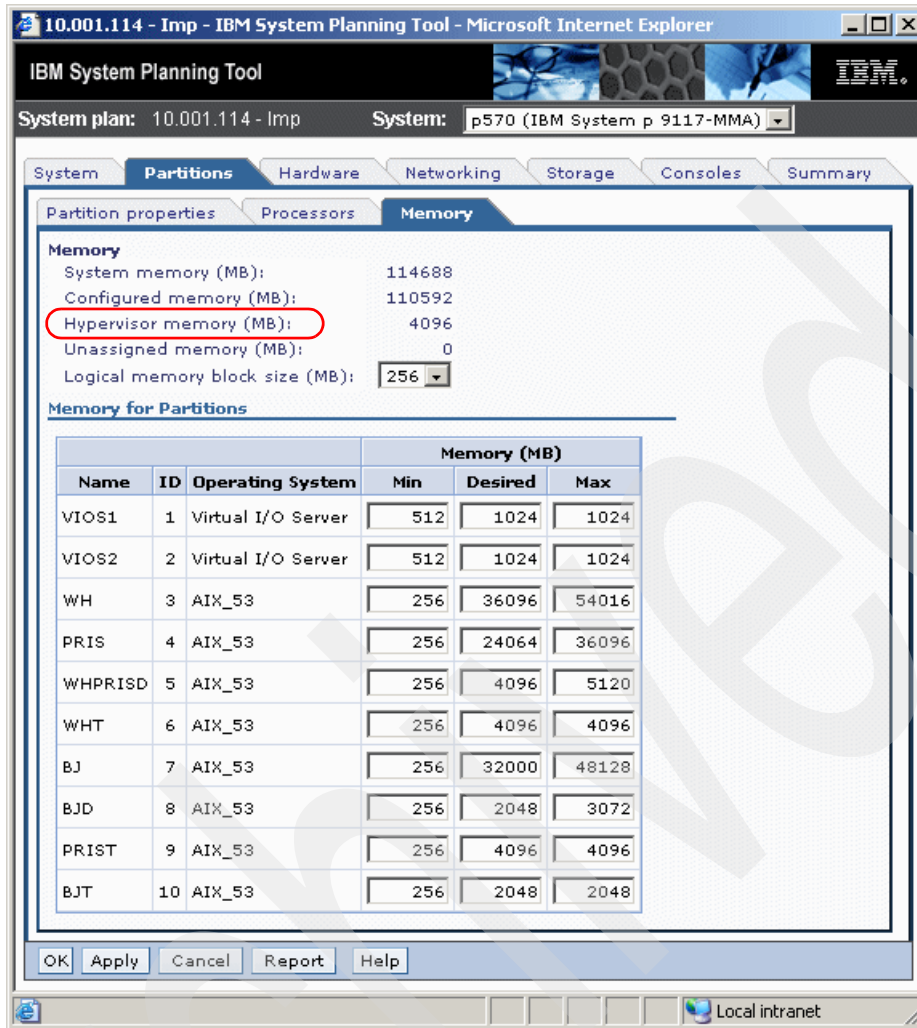 10.001.114 - Imp - IBM System Planning Tool - Microsoft Internet Explorer
IBM System Planning Tool IBM.
System plan: 10.001.114 - Imp System: p570 (IBM System p 9117-MMA)
System Partitions Hardware Networking Storage Consoles Summary
Partition properties Processors Memory
Memory
System memory (MB): 114688
Configured memory (MB): 110592
Hypervisor memory (MB): 4096
Unassigned memory (MB): 0
Logical memory block size (MB): 256
Memory for Partitions
Memory (MB)
Name ID Operating System Min Desired Max
VIOS1 1 Virtual I/O Server 512 1024 1024
VIOS2 2 Virtual I/O Server 512 1024 1024
WH 3 AIX_53 256 36096 54016
PRIS 4 AIX_53 256 24064 36096
WHPRISD 5 AIX_53 256 4096 5120
WHT 6 AIX_53 256 4096 4096
BJ 7 AIX_53 256 32000 48128
BJD 8 AIX_53 256 2048 3072
PRIST 9 AIX_53 256 4096 4096
BJT 10 AIX_53 256 2048 2048
OK Apply Cancel Report Help
Local intranet